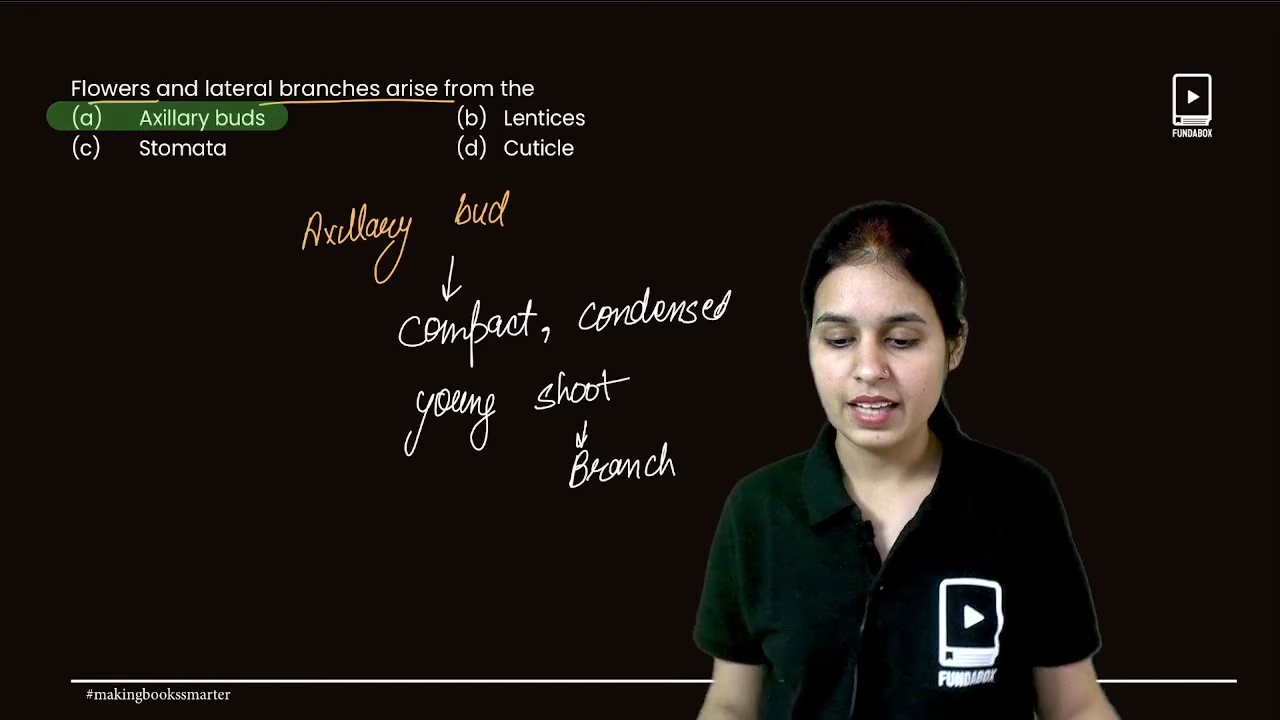 Flowers and lateral branches arise from the
(a) Axillary buds (b) Lentices
(c) Stomata (d) Cuticle
FUNDABOX
Axillary bud
↓
compact, condensed
young shoot
↓
Branch
FUNDABOX
#makingbookssmarter